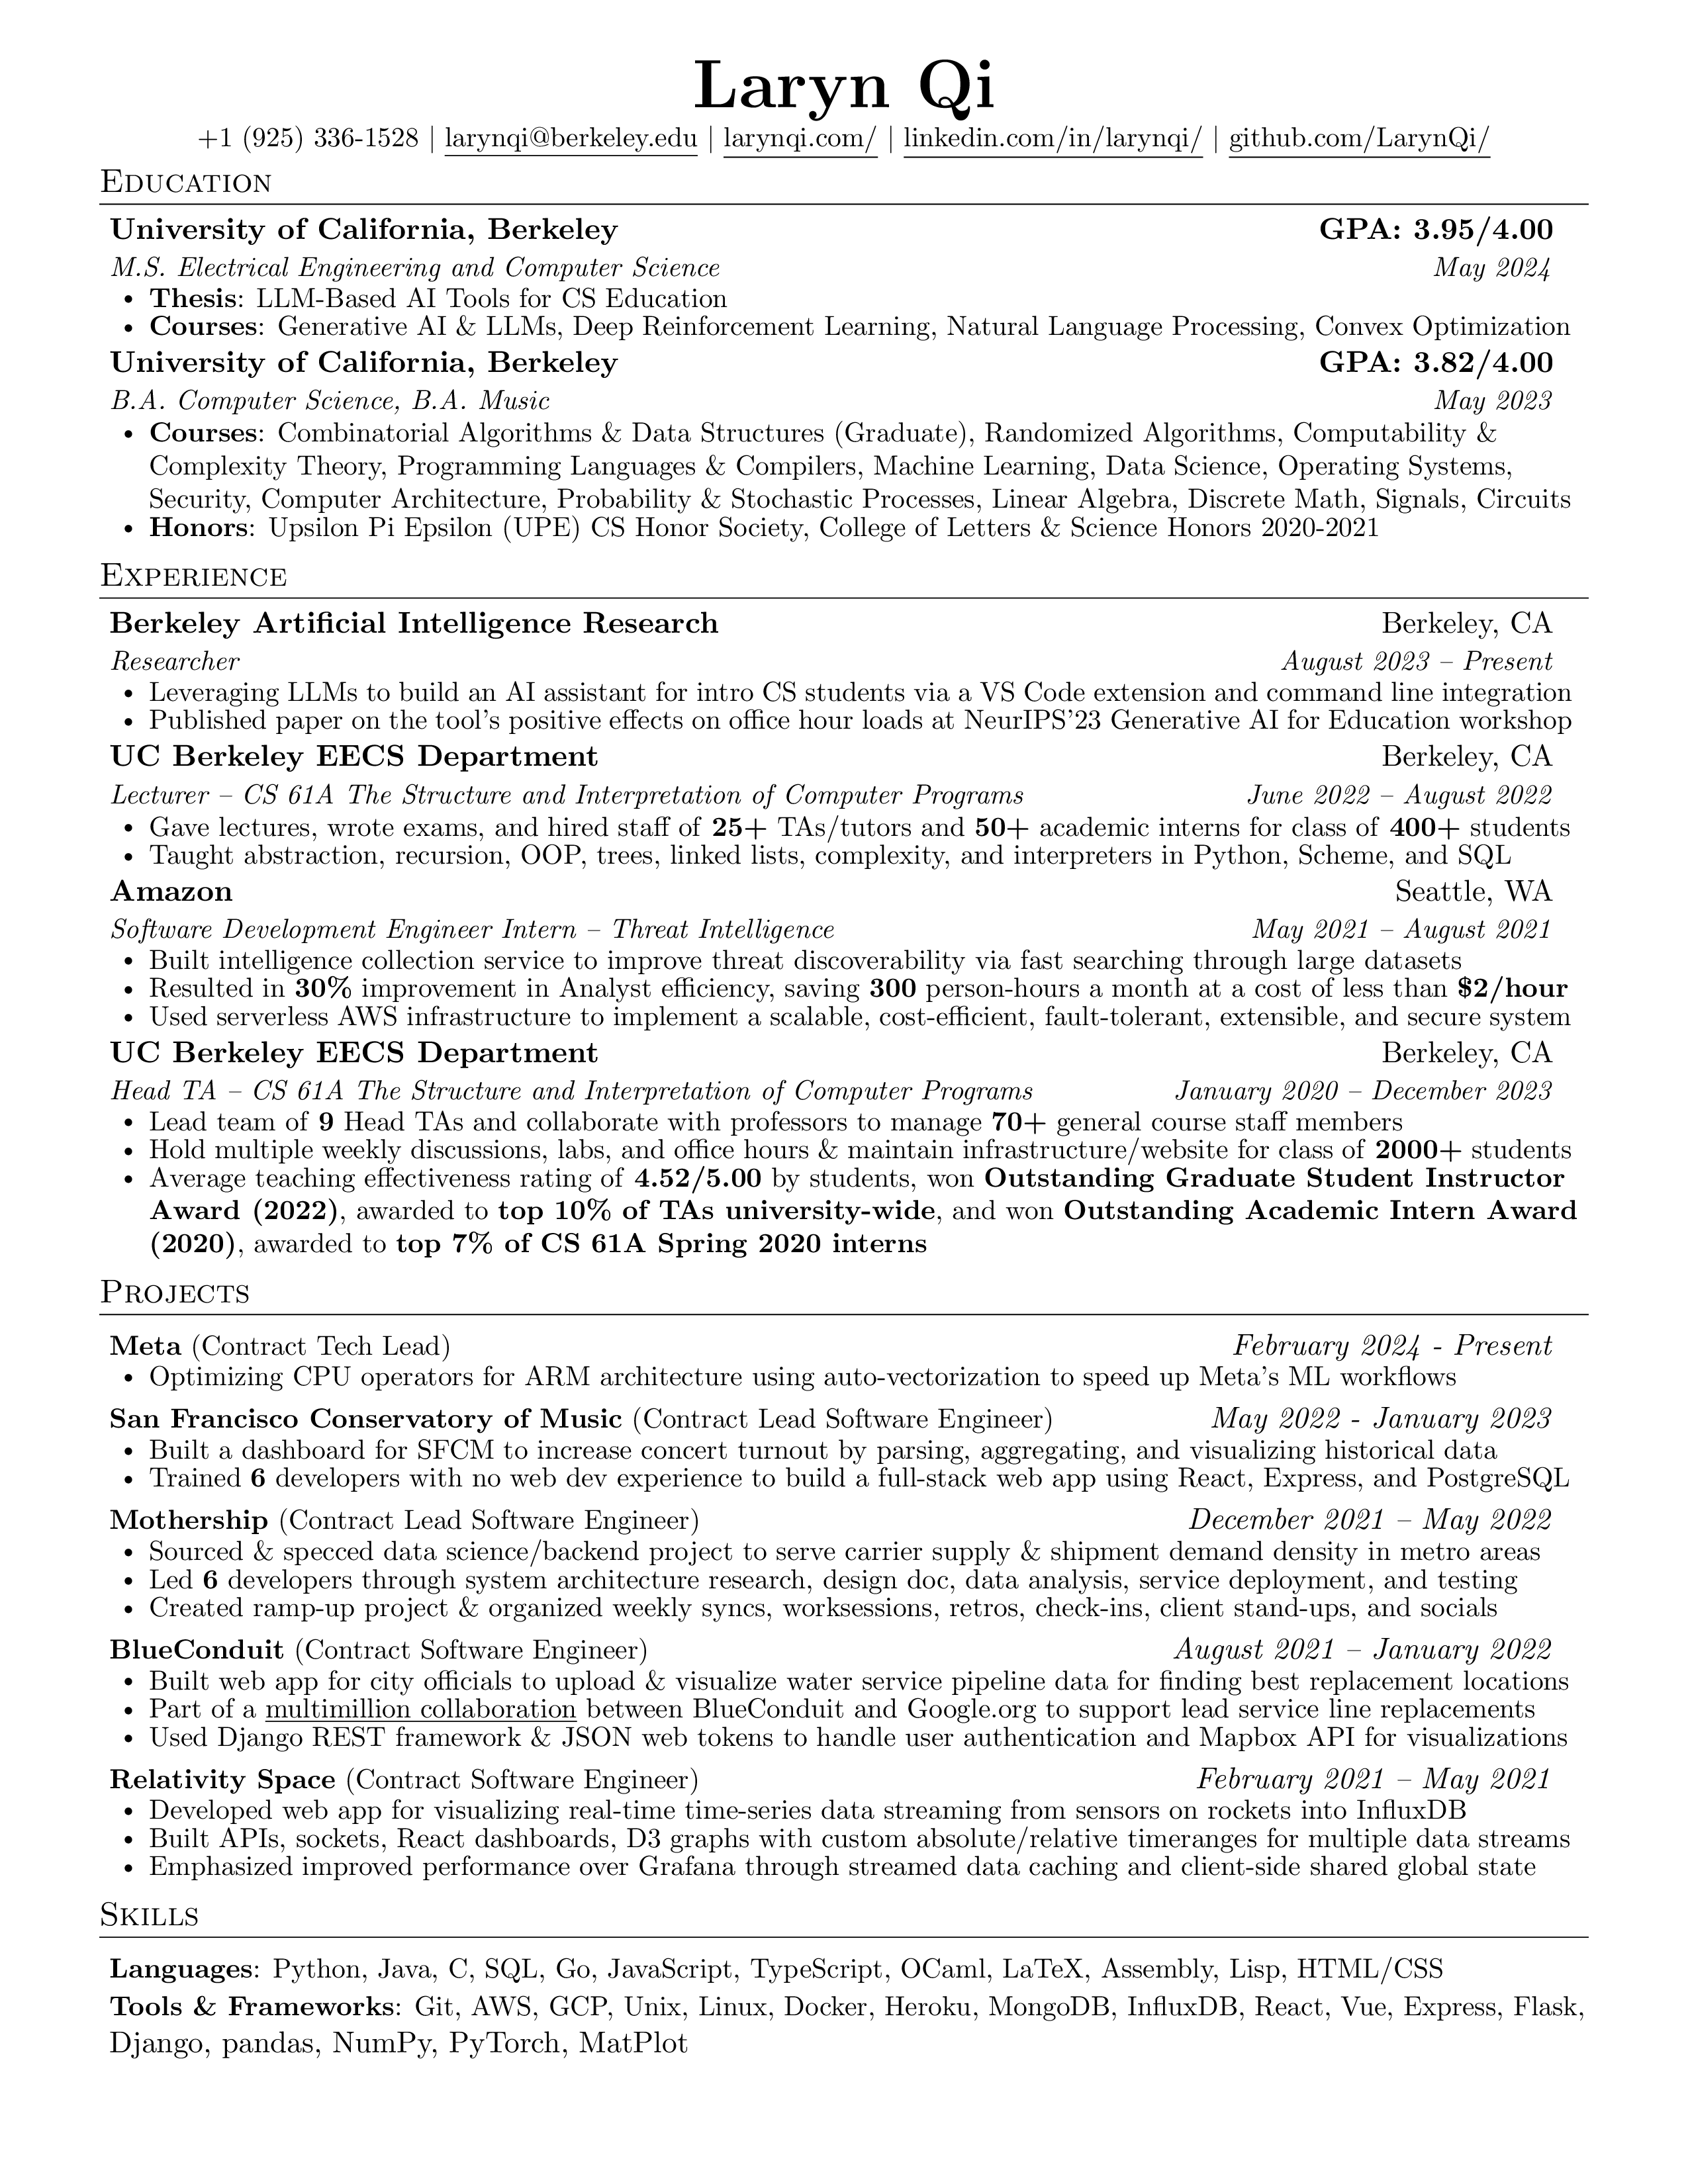 Laryn Qi
+1 (925) 336-1528 | larynqi@berkeley.edu | larynqi.com/ | linkedin.com/in/larynqi/ | github.com/LarynQi/
Education
University of California, Berkeley GPA: 3.95/4.00
M.S. Electrical Engineering and Computer Science May 2024
• Thesis: LLM-Based AI Tools for CS Education
• Courses: Generative AI & LLMs, Deep Reinforcement Learning, Natural Language Processing, Convex Optimization
University of California, Berkeley GPA: 3.82/4.00
B.A. Computer Science, B.A. Music May 2023
• Courses: Combinatorial Algorithms & Data Structures (Graduate), Randomized Algorithms, Computability &
Complexity Theory, Programming Languages & Compilers, Machine Learning, Data Science, Operating Systems,
Security, Computer Architecture, Probability & Stochastic Processes, Linear Algebra, Discrete Math, Signals, Circuits
• Honors: Upsilon Pi Epsilon (UPE) CS Honor Society, College of Letters & Science Honors 2020-2021
Experience
Berkeley Artificial Intelligence Research Berkeley, CA
Researcher August 2023 – Present
• Leveraging LLMs to build an AI assistant for intro CS students via a VS Code extension and command line integration
• Published paper on the tool's positive effects on office hour loads at NeurIPS'23 Generative AI for Education workshop
UC Berkeley EECS Department Berkeley, CA
Lecturer – CS 61A The Structure and Interpretation of Computer Programs June 2022 – August 2022
• Gave lectures, wrote exams, and hired staff of 25+ TAs/tutors and 50+ academic interns for class of 400+ students
• Taught abstraction, recursion, OOP, trees, linked lists, complexity, and interpreters in Python, Scheme, and SQL
Amazon Seattle, WA
Software Development Engineer Intern – Threat Intelligence May 2021 – August 2021
• Built intelligence collection service to improve threat discoverability via fast searching through large datasets
• Resulted in 30% improvement in Analyst efficiency, saving 300 person-hours a month at a cost of less than $2/hour
• Used serverless AWS infrastructure to implement a scalable, cost-efficient, fault-tolerant, extensible, and secure system
UC Berkeley EECS Department Berkeley, CA
Head TA – CS 61A The Structure and Interpretation of Computer Programs January 2020 – December 2023
• Lead team of 9 Head TAs and collaborate with professors to manage 70+ general course staff members
• Hold multiple weekly discussions, labs, and office hours & maintain infrastructure/website for class of 2000+ students
• Average teaching effectiveness rating of 4.52/5.00 by students, won Outstanding Graduate Student Instructor
Award (2022), awarded to top 10% of TAs university-wide, and won Outstanding Academic Intern Award
(2020), awarded to top 7% of CS 61A Spring 2020 interns
Projects
Meta (Contract Tech Lead) February 2024 - Present
• Optimizing CPU operators for ARM architecture using auto-vectorization to speed up Meta's ML workflows
San Francisco Conservatory of Music (Contract Lead Software Engineer) May 2022 - January 2023
• Built a dashboard for SFCM to increase concert turnout by parsing, aggregating, and visualizing historical data
• Trained 6 developers with no web dev experience to build a full-stack web app using React, Express, and PostgreSQL
Mothership (Contract Lead Software Engineer) December 2021 – May 2022
• Sourced & specced data science/backend project to serve carrier supply & shipment demand density in metro areas
• Led 6 developers through system architecture research, design doc, data analysis, service deployment, and testing
• Created ramp-up project & organized weekly syncs, worksessions, retros, check-ins, client stand-ups, and socials
BlueConduit (Contract Software Engineer) August 2021 – January 2022
• Built web app for city officials to upload & visualize water service pipeline data for finding best replacement locations
• Part of a multimillion collaboration between BlueConduit and Google.org to support lead service line replacements
• Used Django REST framework & JSON web tokens to handle user authentication and Mapbox API for visualizations
Relativity Space (Contract Software Engineer) February 2021 – May 2021
• Developed web app for visualizing real-time time-series data streaming from sensors on rockets into InfluxDB
• Built APIs, sockets, React dashboards, D3 graphs with custom absolute/relative timeranges for multiple data streams
• Emphasized improved performance over Grafana through streamed data caching and client-side shared global state
Skills
Languages: Python, Java, C, SQL, Go, JavaScript, TypeScript, OCaml, LaTeX, Assembly, Lisp, HTML/CSS
Tools & Frameworks: Git, AWS, GCP, Unix, Linux, Docker, Heroku, MongoDB, InfluxDB, React, Vue, Express, Flask,
Django, pandas, NumPy, PyTorch, MatPlot